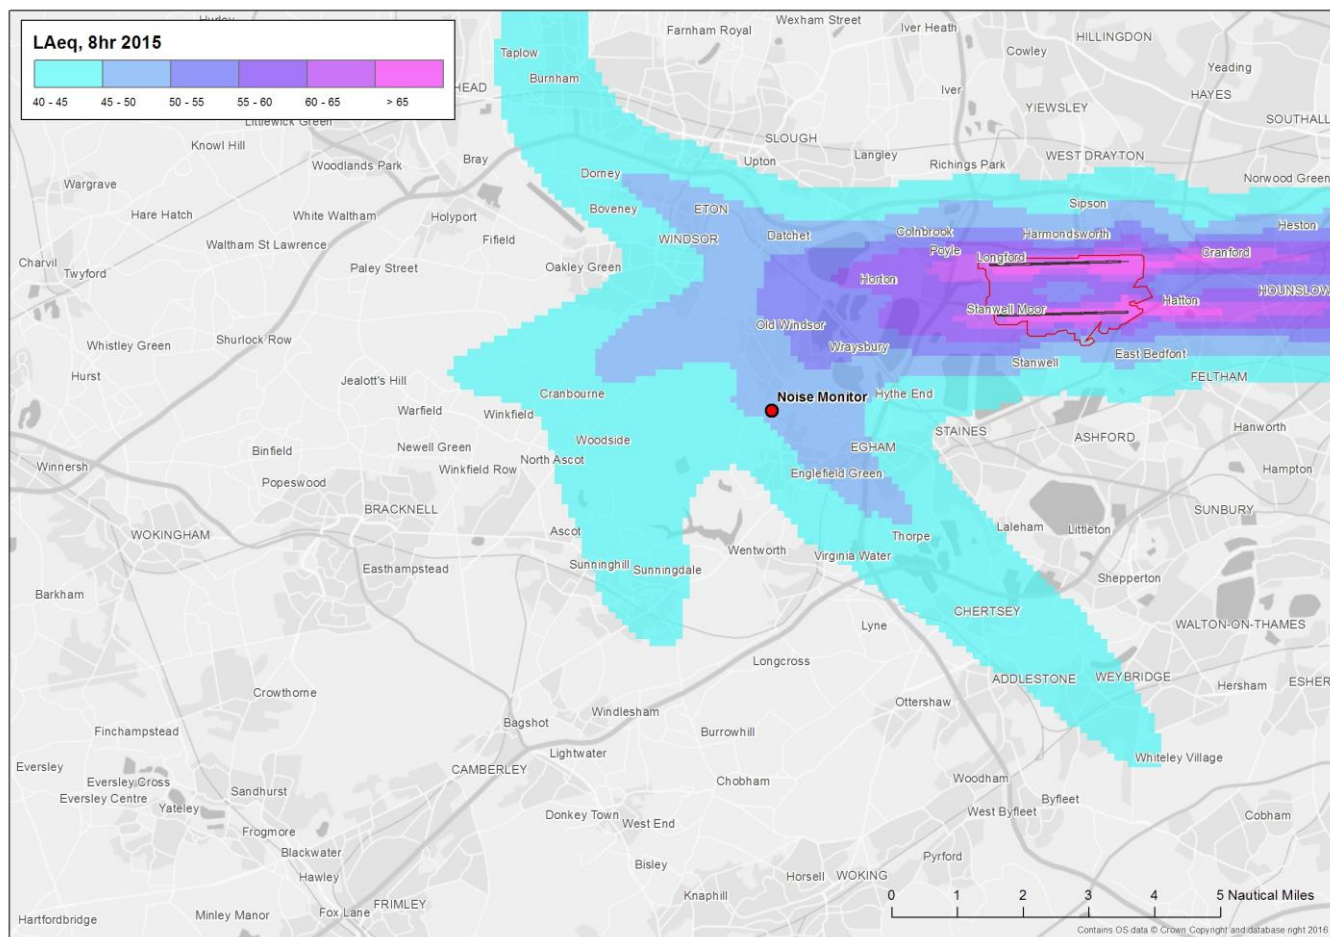 Hurley
Wexham Street
Farnham Royal
Iver Heath
HILLINGDON
LAeq, 8hr 2015
Cowley
Taplow
Yeading
Burnham
HEAD
Iver
HAYES
40 - 45 45 - 50 50 - 55 55 - 60 60 - 65 > 65
YIEWSLEY
Littlewick Green
SOUTHALL
SLOUGH
Knowl Hill
Woodlands Park
Bray
Upton
Langley
WEST DRAYTON
Richings Park
Dorney
Norwood Green
Wargrave
Sipson
Hare Hatch
White Waltham
Holyport
Boveney
ETON
Heston
Datchet
Colnbrook
Harmondsworth
Fifield
WINDSOR
Waltham St Lawrence
Poyle
Cranford
Longford
Charvil
Paley Street
Oakley Green
Twyford
Horton
HOUNSLOW
Hatton
Stanwell Moor
Old Windsor
Shurlock Row
Whistley Green
Wraysbury
East Bedfont
Stanwell
Hurst
Jealott's Hill
FELTHAM
Cranbourne
Noise Monitor
Hythe End
Warfield
Winkfield
Hanworth
STAINES
Woodside
ASHFORD
Newell Green
EGHAM
Binfield
North Ascot
Winnersh
Winkfield Row
Englefield Green
Hampton
Popeswood
BRACKNELL
SUNBURY
Ascot
Laleham
Littleton
WOKINGHAM
Thorpe
Wentworth
Virginia Water
Easthampstead
Sunninghill
Sunningdale
Shepperton
Barkham
CHERTSEY
WALTON-ON-THAMES
Lyne
Longcross
ADDLESTONE
WEYBRIDGE
Hersham
ESHER
Crowthorne
Ottershaw
Windlesham
Bagshot
Finchampstead
Burrowhill
Lightwater
Whiteley Village
Eversley
CAMBERLEY
Chobham
Eversley Cross
Woodham
Sandhurst
Eversley Centre
Byfleet
Yateley
West Byfleet
Donkey Town
Cobham
West End
Frogmore
Blackwater
Pyrford
Bisley
Hawley
Horsell
WOKING
Knaphill
0 1 2 3 4 5 Nautical Miles
FRIMLEY
Fox Lane
Minley Manor
Hartfordbridge
Contains OS data © Crown Copyright and database right 2016